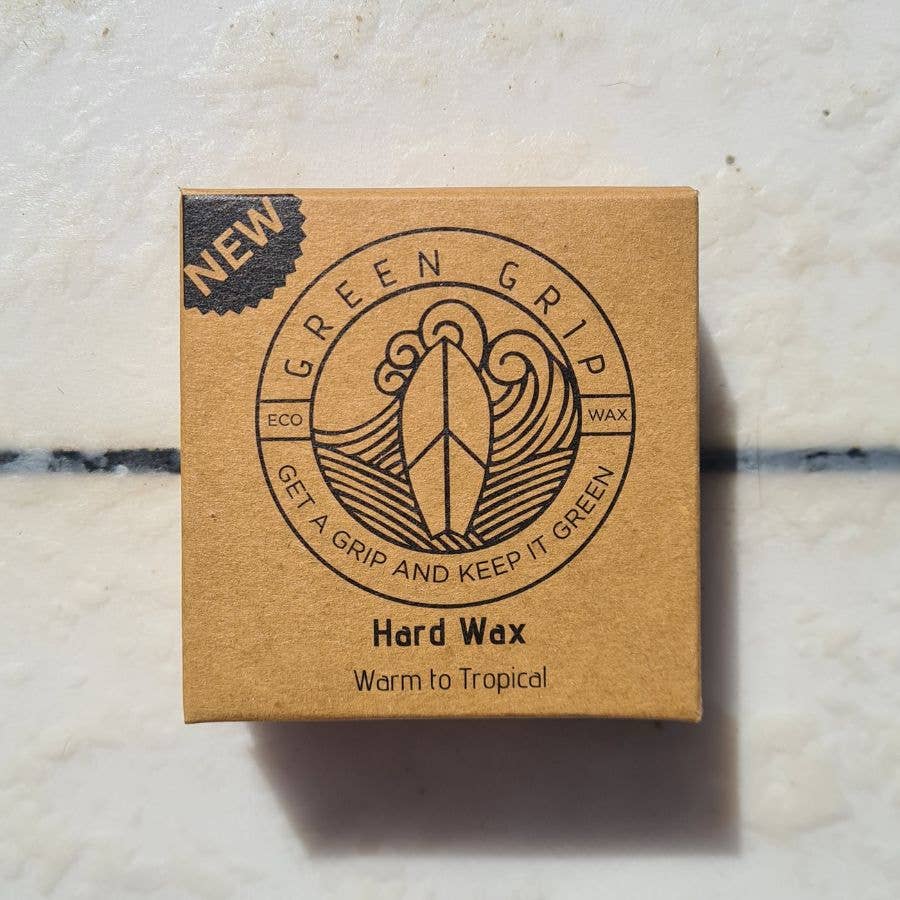 NEW
GREEN GRIP
ECO
WAX
GET A GRIP AND KEEP IT GREEN
Hard Wax
Warm to Tropical